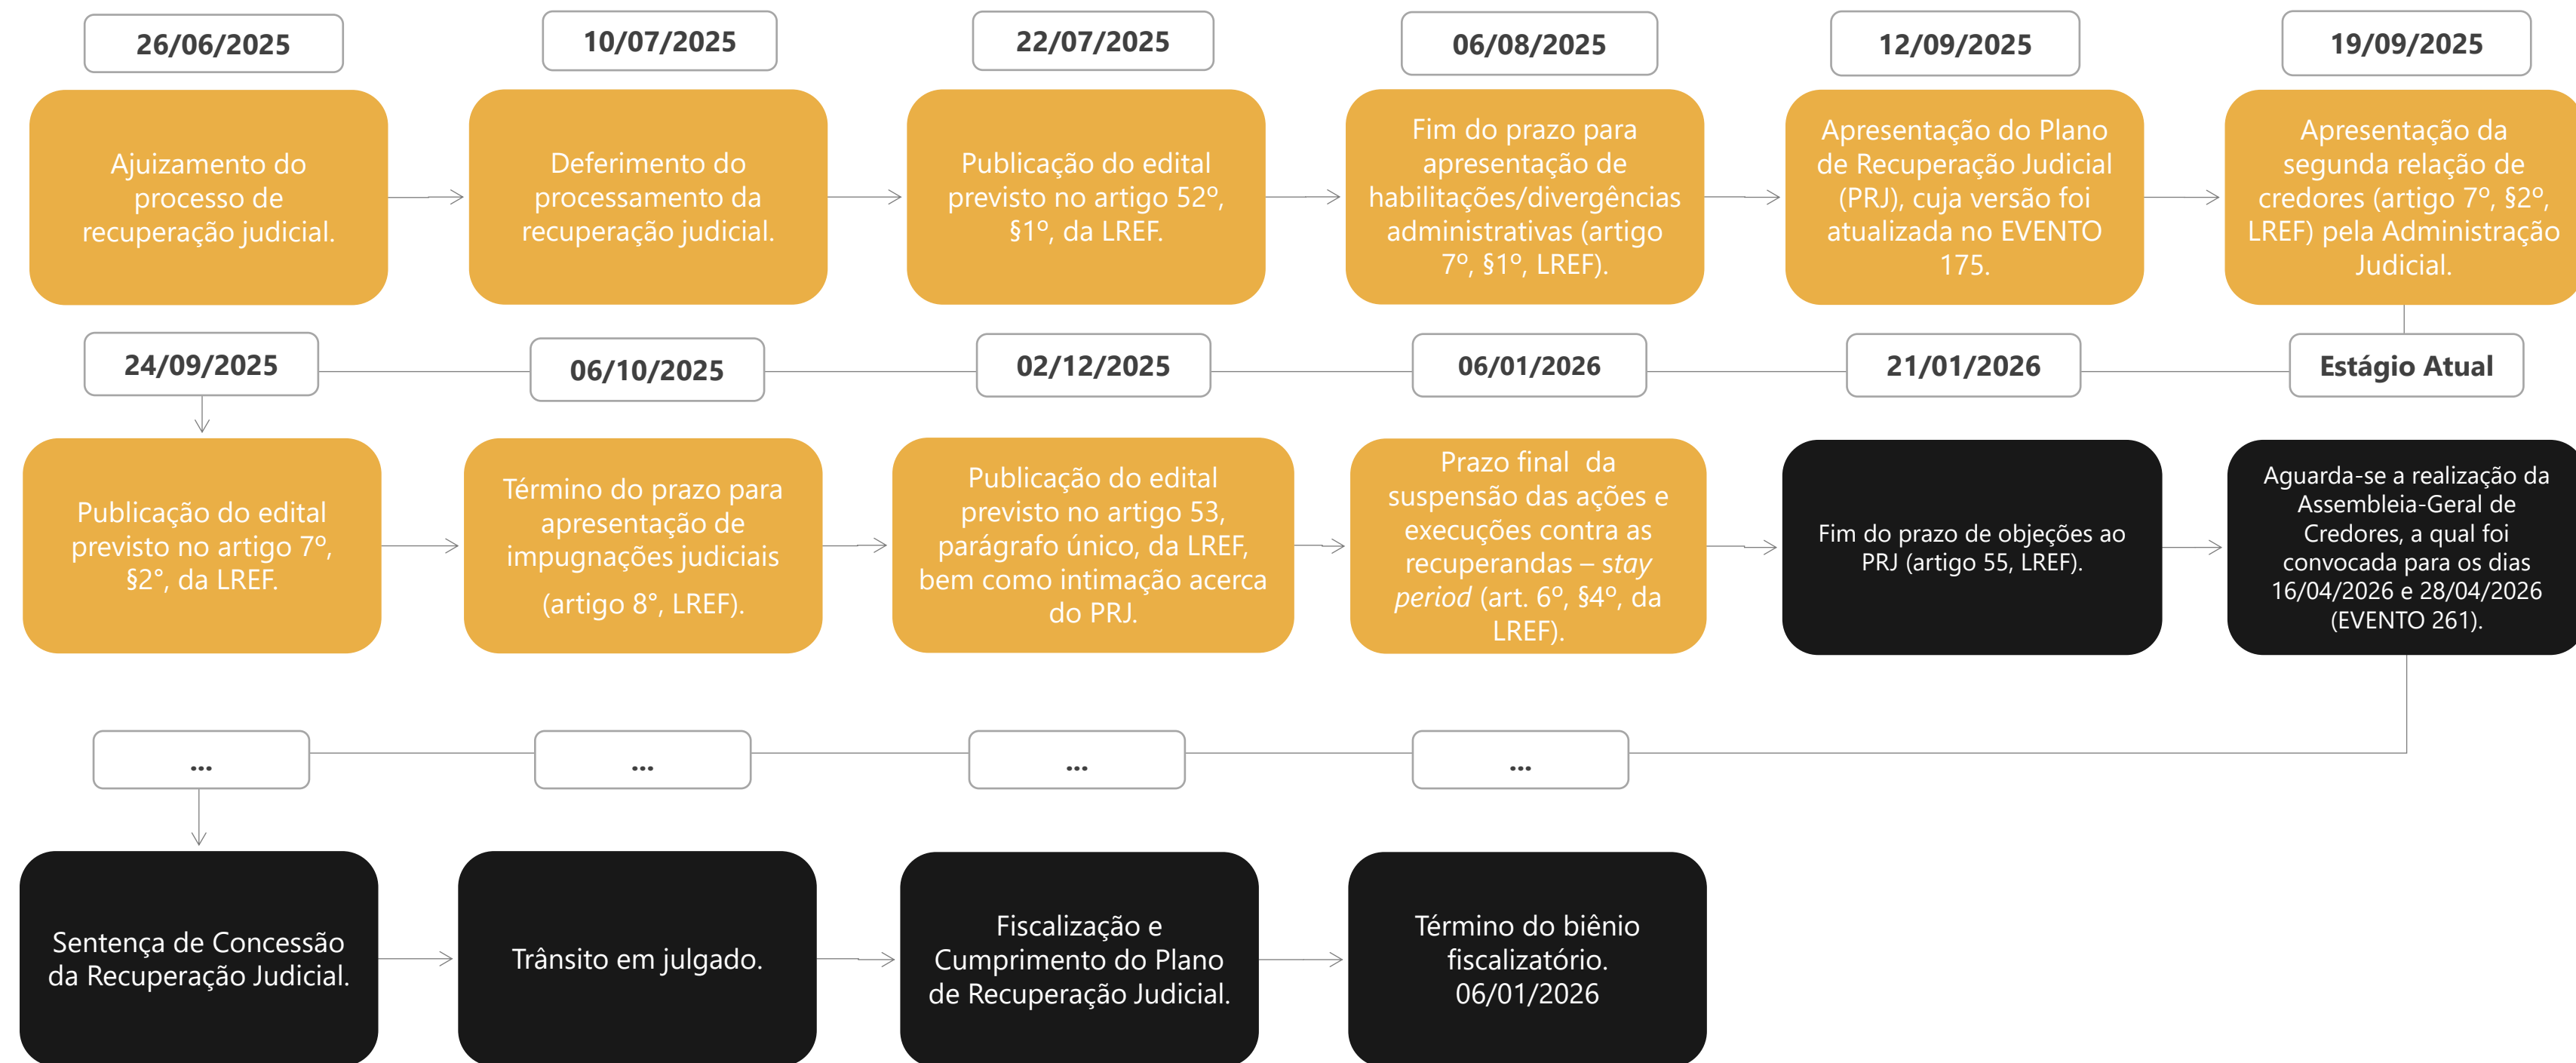 26/06/2025
Ajuizamento do
processo de
recuperação judicial.
10/07/2025
Deferimento do
processamento da
recuperação judicial.
22/07/2025
Publicação do edital
previsto no artigo 52º,
§1º, da LREF.
06/08/2025
Fim do prazo para
apresentação de
habilitações/divergências
administrativas (artigo
7º, §1º, LREF).
12/09/2025
Apresentação do Plano
de Recuperação Judicial
(PRJ), cuja versão foi
atualizada no EVENTO
175.
19/09/2025
Apresentação da
segunda relação de
credores (artigo 7º, §2º,
LREF) pela Administração
Judicial.
24/09/2025
Publicação do edital
previsto no artigo 7º,
§2°, da LREF.
06/10/2025
Término do prazo para
apresentação de
impugnações judiciais
(artigo 8°, LREF).
02/12/2025
Publicação do edital
previsto no artigo 53,
parágrafo único, da LREF,
bem como intimação acerca
do PRJ.
06/01/2026
Prazo final  da
suspensão das ações e
execuções contra as
recuperandas – stay
period (art. 6º, §4º, da
LREF).
21/01/2026
Fim do prazo de objeções ao
PRJ (artigo 55, LREF).
Estágio Atual
Aguarda-se a realização da
Assembleia-Geral de
Credores, a qual foi
convocada para os dias
16/04/2026 e 28/04/2026
(EVENTO 261).
...
Sentença de Concessão
da Recuperação Judicial.
...
Trânsito em julgado.
...
Fiscalização e
Cumprimento do Plano
de Recuperação Judicial.
...
Término do biênio
fiscalizatório.
06/01/2026